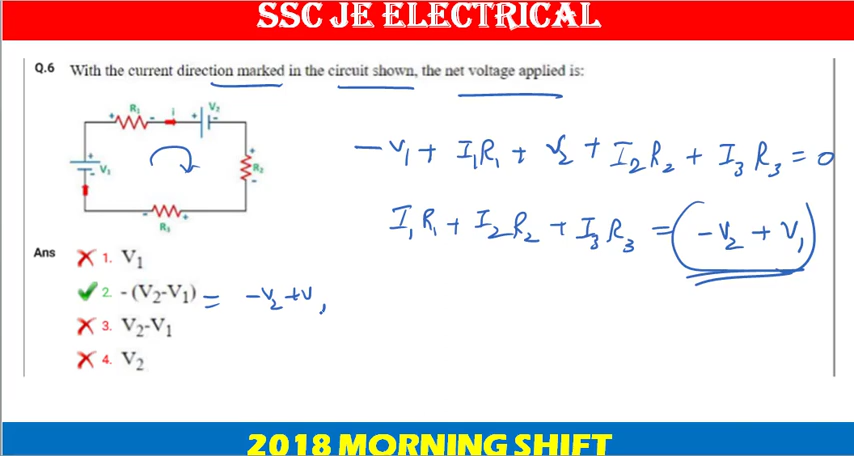 SSC JE ELECTRICAL
Q.6 With the current direction marked in the circuit shown, the net voltage applied is:
R₁ i V₂
+ - + -
+ V₁ -
+ R₂ -
- +
R₃
-V₁ + I₁R₁ + V₂ + I₂R₂ + I₃R₃ = 0
I₁R₁ + I₂R₂ + I₃R₃ = (-V₂ + V₁)
Ans
1. V₁
2. -(V₂-V₁) = -V₂+V₁
3. V₂-V₁
4. V₂
2018 MORNING SHIFT